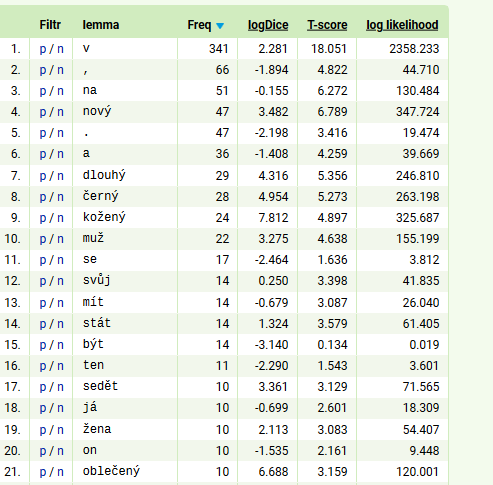 Filtr lemma Freq logDice T-score log likelihood
1. p / n v 341 2.281 18.051 2358.233
2. p / n , 66 -1.894 4.822 44.710
3. p / n na 51 -0.155 6.272 130.484
4. p / n nový 47 3.482 6.789 347.724
5. p / n . 47 -2.198 3.416 19.474
6. p / n a 36 -1.408 4.259 39.669
7. p / n dlouhý 29 4.316 5.356 246.810
8. p / n černý 28 4.954 5.273 263.198
9. p / n kožený 24 7.812 4.897 325.687
10. p / n muž 22 3.275 4.638 155.199
11. p / n se 17 -2.464 1.636 3.812
12. p / n svůj 14 0.250 3.398 41.835
13. p / n mít 14 -0.679 3.087 26.040
14. p / n stát 14 1.324 3.579 61.405
15. p / n být 14 -3.140 0.134 0.019
16. p / n ten 11 -2.290 1.543 3.601
17. p / n sedět 10 3.361 3.129 71.565
18. p / n já 10 -0.699 2.601 18.309
19. p / n žena 10 2.113 3.083 54.407
20. p / n on 10 -1.535 2.161 9.448
21. p / n oblečený 10 6.688 3.159 120.001